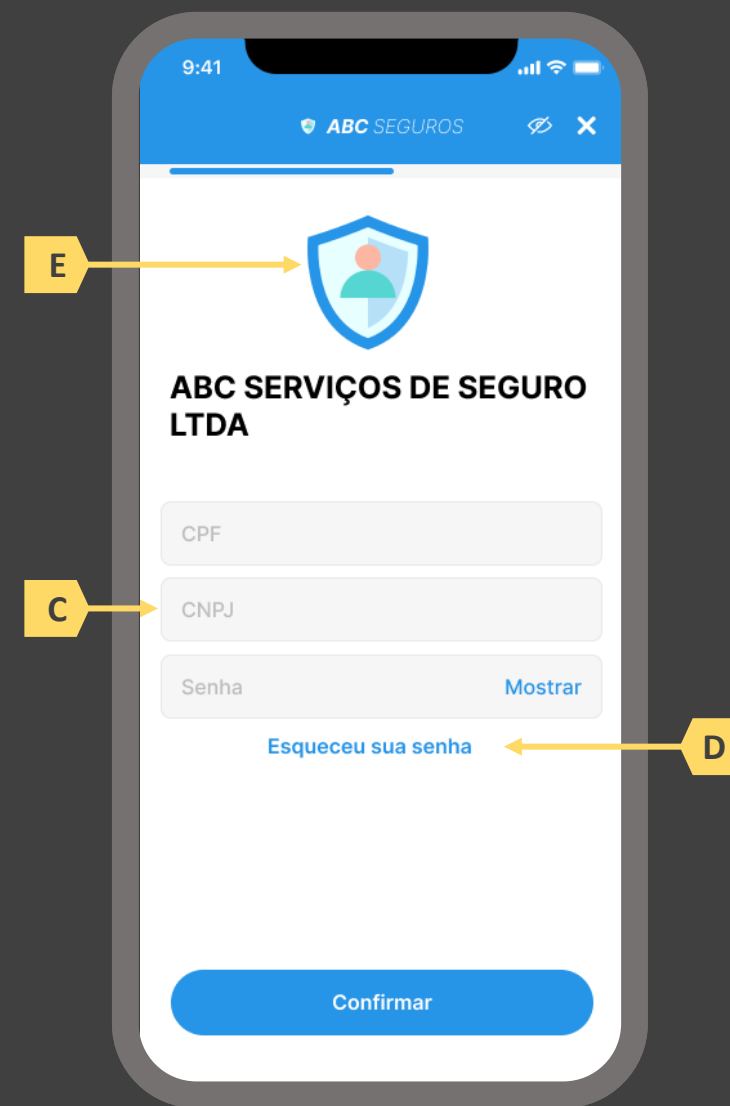 9:41
ABC SEGUROS
E
ABC SERVIÇOS DE SEGURO
LTDA
CPF
C
CNPJ
Senha
Mostrar
Esqueceu sua senha
D
Confirmar